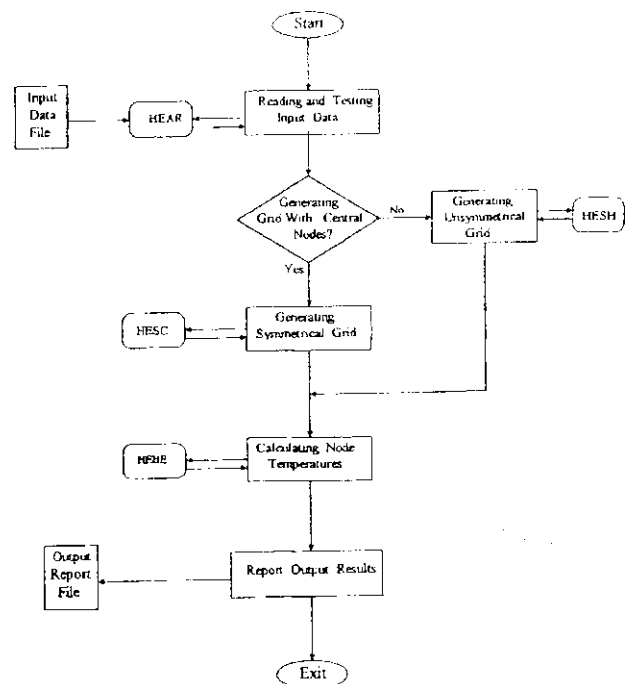 Start
Input
Data
File
HEAR
Reading and Testing
Input Data
Generating
Grid With Central
Nodes?
No
Generating
Unsymmetrical
Grid
HESH
Yes
HESC
Generating
Symmetrical Grid
Calculating Node
Temperatures
Output
Report
File
Report Output Results
Exit